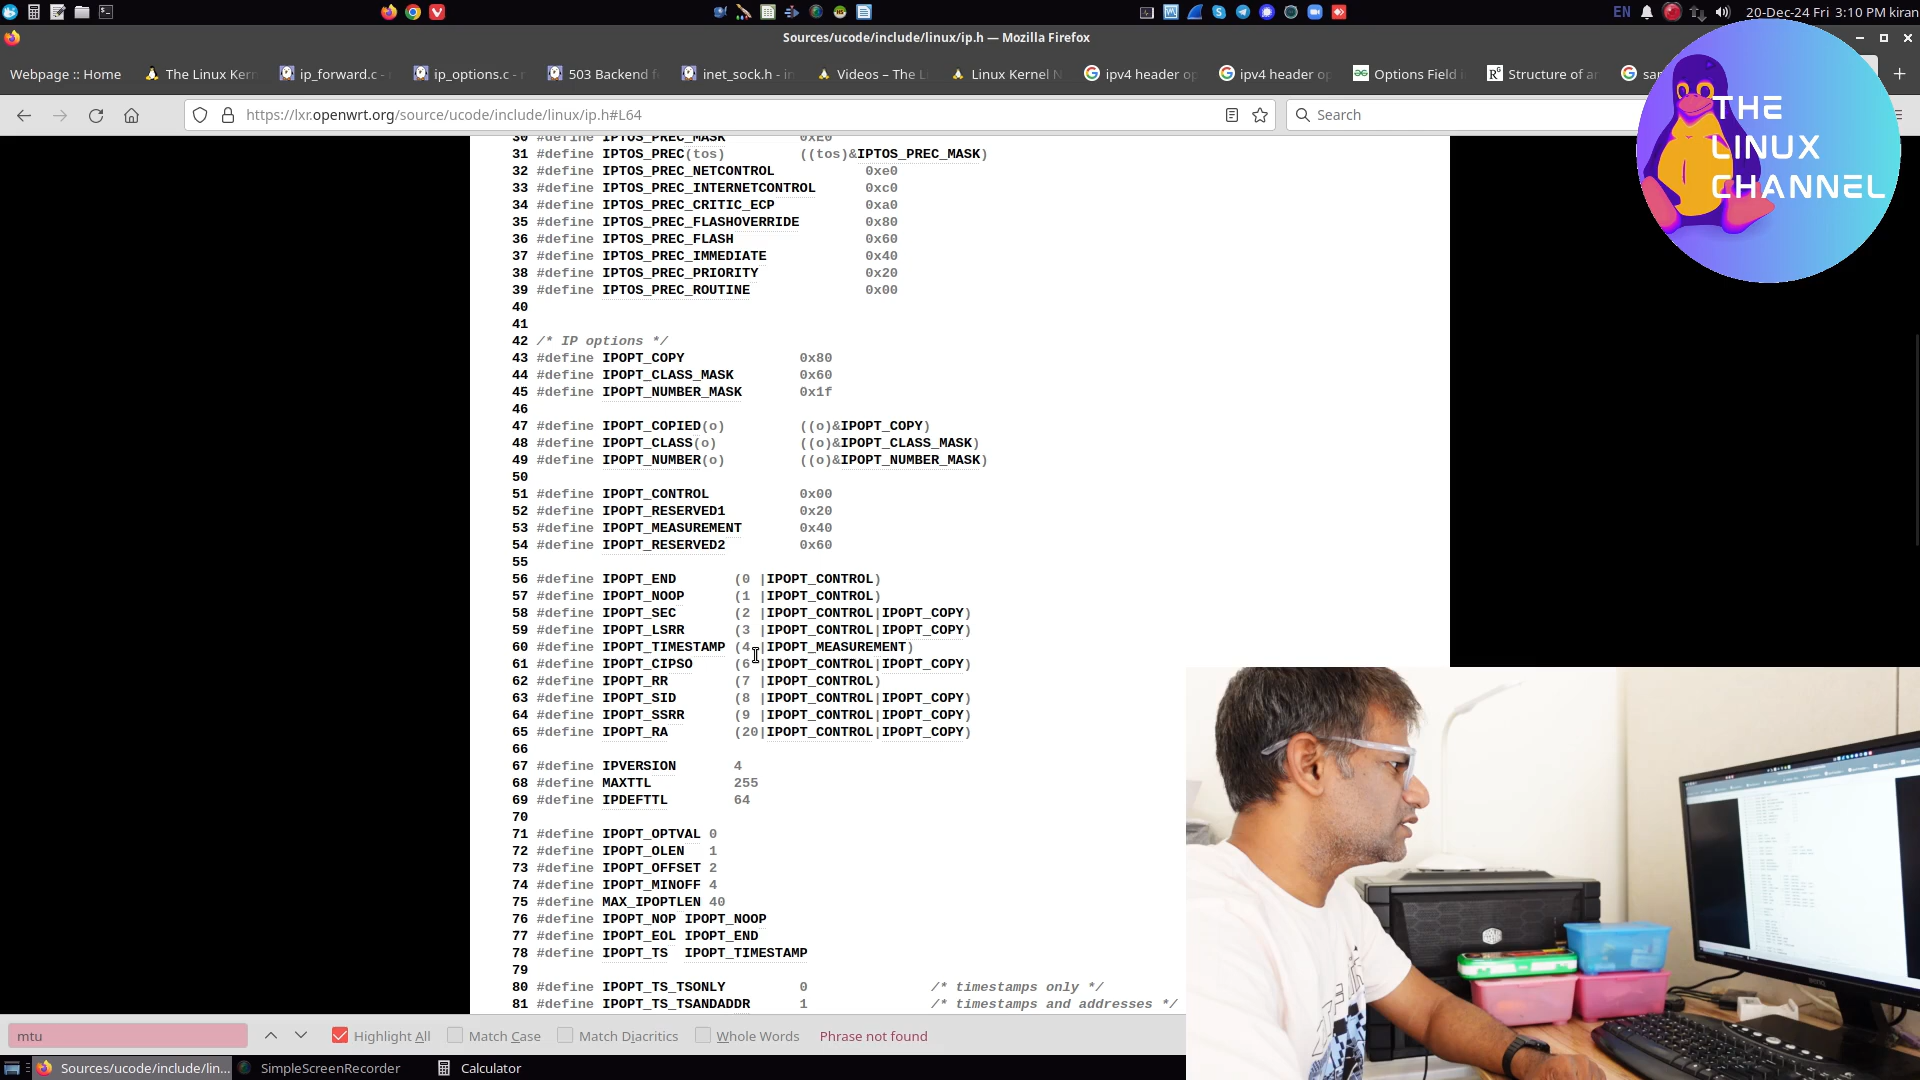 EN 20-Dec-24 Fri 3:10 PM kiran
Sources/ucode/include/linux/ip.h — Mozilla Firefox
Webpage :: Home The Linux Kern ip_forward.c - ip_options.c - 503 Backend f inet_sock.h - in Videos – The Li Linux Kernel N ipv4 header op ipv4 header op Options Field i Structure of an sam
https://lxr.openwrt.org/source/ucode/include/linux/ip.h#L64 Search
THE
LINUX
CHANNEL
30 #define IPTOS_PREC_MASK 0xE0
31 #define IPTOS_PREC(tos) ((tos)&IPTOS_PREC_MASK)
32 #define IPTOS_PREC_NETCONTROL 0xe0
33 #define IPTOS_PREC_INTERNETCONTROL 0xc0
34 #define IPTOS_PREC_CRITIC_ECP 0xa0
35 #define IPTOS_PREC_FLASHOVERRIDE 0x80
36 #define IPTOS_PREC_FLASH 0x60
37 #define IPTOS_PREC_IMMEDIATE 0x40
38 #define IPTOS_PREC_PRIORITY 0x20
39 #define IPTOS_PREC_ROUTINE 0x00
40
41
42 /* IP options */
43 #define IPOPT_COPY 0x80
44 #define IPOPT_CLASS_MASK 0x60
45 #define IPOPT_NUMBER_MASK 0x1f
46
47 #define IPOPT_COPIED(o) ((o)&IPOPT_COPY)
48 #define IPOPT_CLASS(o) ((o)&IPOPT_CLASS_MASK)
49 #define IPOPT_NUMBER(o) ((o)&IPOPT_NUMBER_MASK)
50
51 #define IPOPT_CONTROL 0x00
52 #define IPOPT_RESERVED1 0x20
53 #define IPOPT_MEASUREMENT 0x40
54 #define IPOPT_RESERVED2 0x60
55
56 #define IPOPT_END (0 |IPOPT_CONTROL)
57 #define IPOPT_NOOP (1 |IPOPT_CONTROL)
58 #define IPOPT_SEC (2 |IPOPT_CONTROL|IPOPT_COPY)
59 #define IPOPT_LSRR (3 |IPOPT_CONTROL|IPOPT_COPY)
60 #define IPOPT_TIMESTAMP (4 |IPOPT_MEASUREMENT)
61 #define IPOPT_CIPSO (6 |IPOPT_CONTROL|IPOPT_COPY)
62 #define IPOPT_RR (7 |IPOPT_CONTROL)
63 #define IPOPT_SID (8 |IPOPT_CONTROL|IPOPT_COPY)
64 #define IPOPT_SSRR (9 |IPOPT_CONTROL|IPOPT_COPY)
65 #define IPOPT_RA (20|IPOPT_CONTROL|IPOPT_COPY)
66
67 #define IPVERSION 4
68 #define MAXTTL 255
69 #define IPDEFTTL 64
70
71 #define IPOPT_OPTVAL 0
72 #define IPOPT_OLEN 1
73 #define IPOPT_OFFSET 2
74 #define IPOPT_MINOFF 4
75 #define MAX_IPOPTLEN 40
76 #define IPOPT_NOP IPOPT_NOOP
77 #define IPOPT_EOL IPOPT_END
78 #define IPOPT_TS IPOPT_TIMESTAMP
79
80 #define IPOPT_TS_TSONLY 0 /* timestamps only */
81 #define IPOPT_TS_TSANDADDR 1 /* timestamps and addresses */
mtu Highlight All Match Case Match Diacritics Whole Words Phrase not found
Sources/ucode/include/lin... SimpleScreenRecorder Calculator